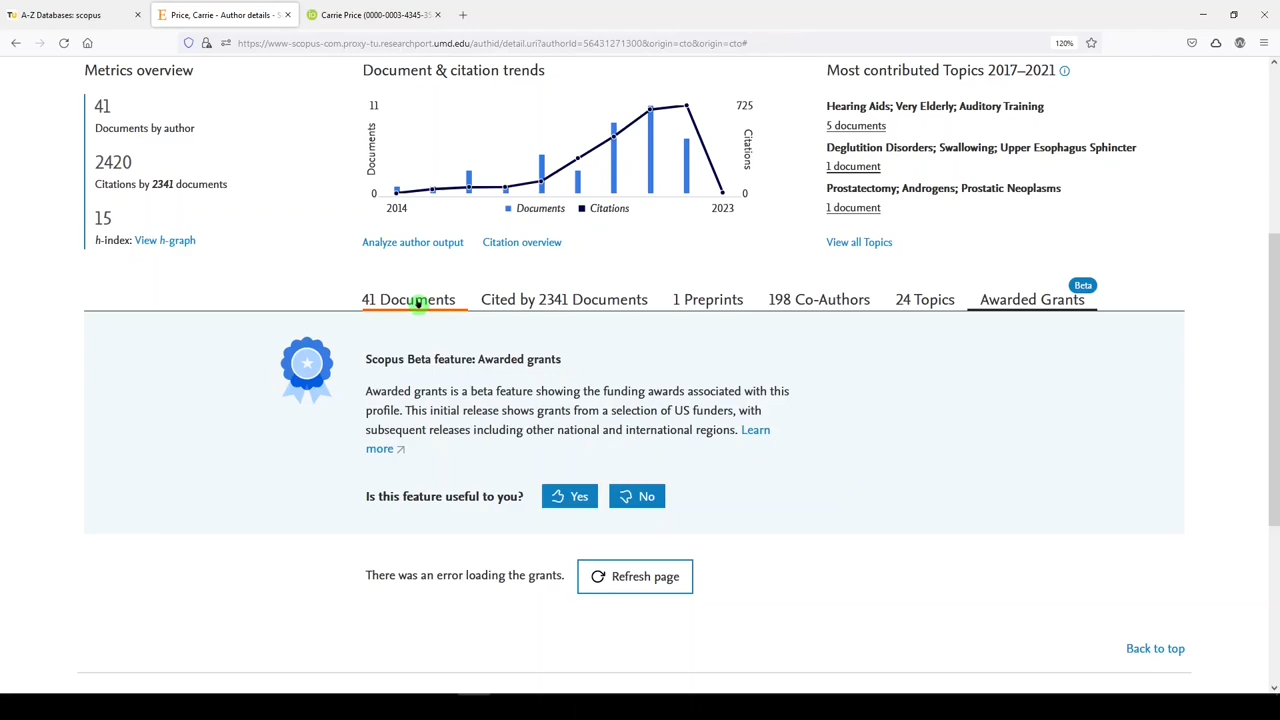 A-Z Databases: scopus
Price, Carrie - Author details - S
Carrie Price (0000-0003-4345-35
https://www-scopus-com.proxy-tu.researchport.umd.edu/authid/detail.uri?authorId=56431271300&origin=cto&origin=cto#
120%
Metrics overview
41
Documents by author
2420
Citations by 2341 documents
15
h-index: View h-graph
Document & citation trends
11
725
Documents
Citations
0
0
2014
2023
Documents
Citations
Analyze author output
Citation overview
Most contributed Topics 2017–2021
Hearing Aids; Very Elderly; Auditory Training
5 documents
Deglutition Disorders; Swallowing; Upper Esophagus Sphincter
1 document
Prostatectomy; Androgens; Prostatic Neoplasms
1 document
View all Topics
Beta
41 Documents
Cited by 2341 Documents
1 Preprints
198 Co-Authors
24 Topics
Awarded Grants
Scopus Beta feature: Awarded grants
Awarded grants is a beta feature showing the funding awards associated with this
profile. This initial release shows grants from a selection of US funders, with
subsequent releases including other national and international regions. Learn
more
Is this feature useful to you?
Yes
No
There was an error loading the grants.
Refresh page
Back to top